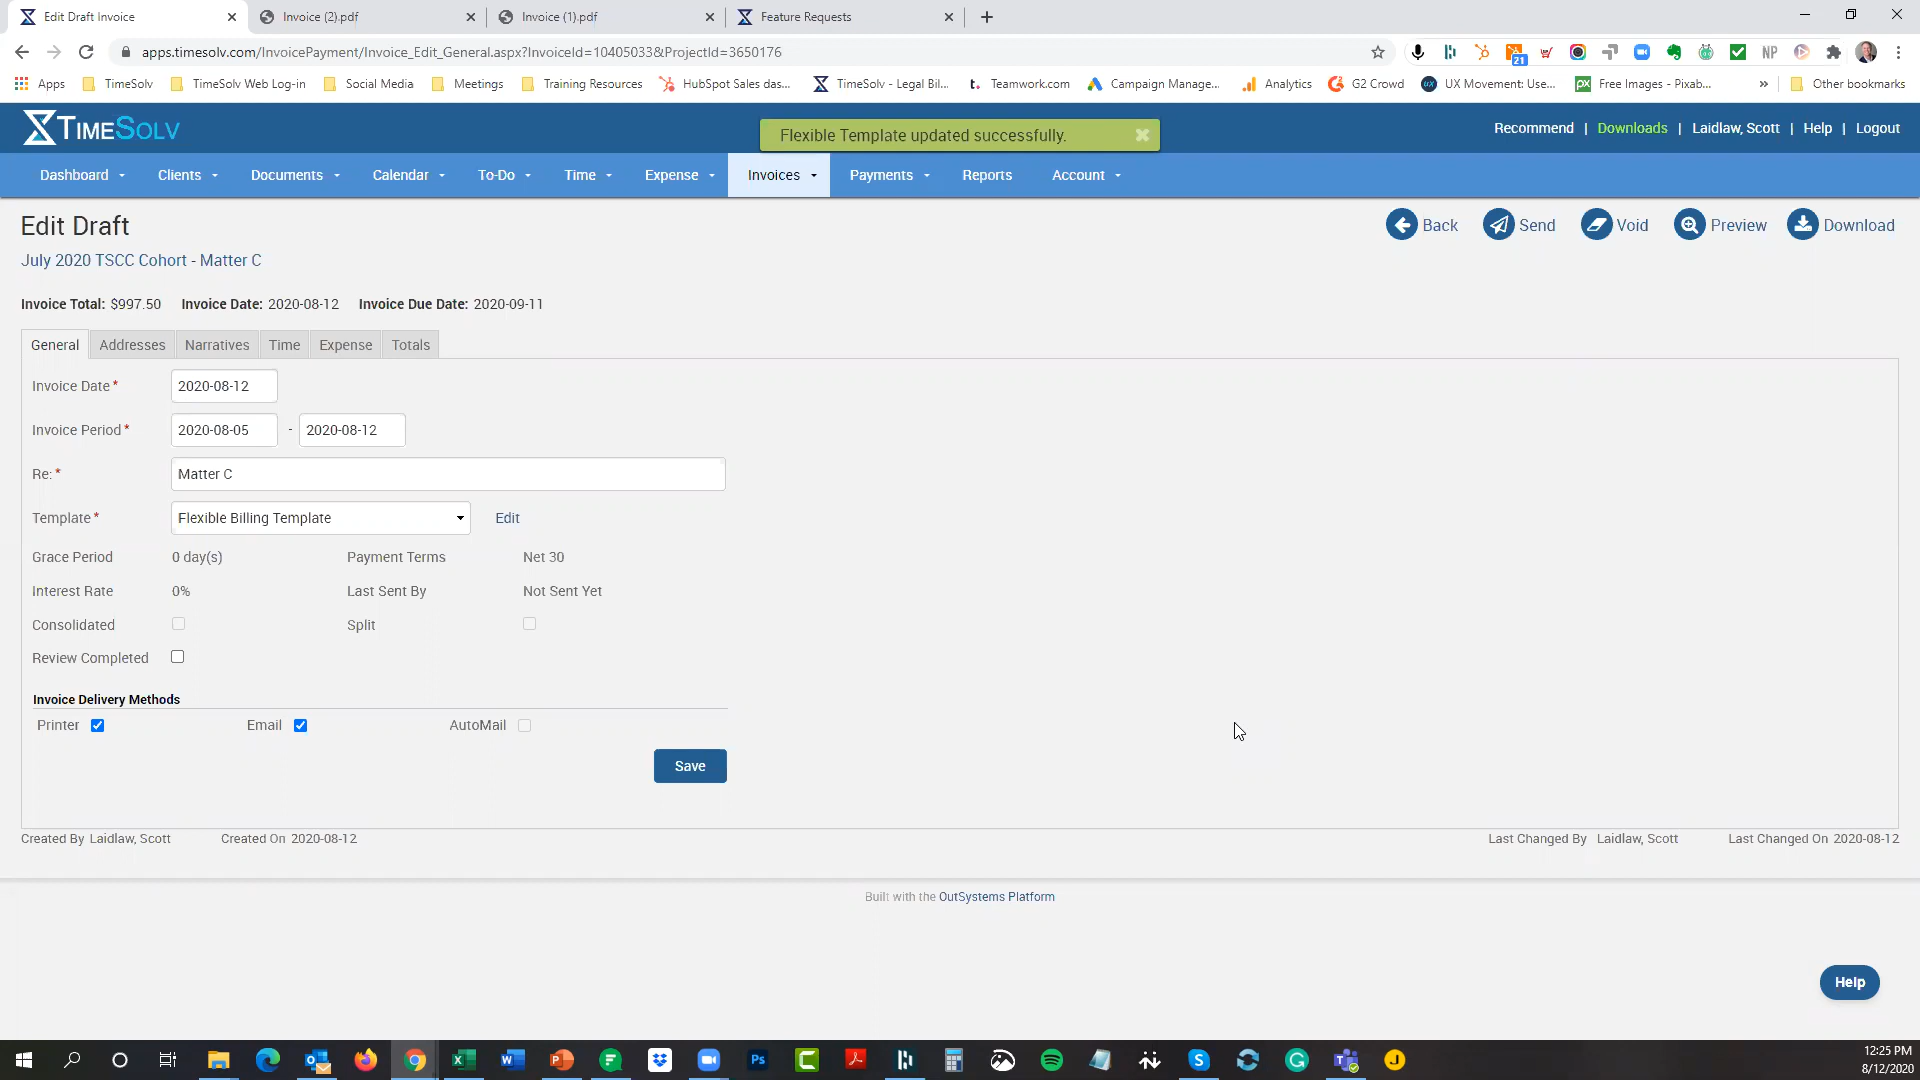 Edit Draft Invoice
Invoice (2).pdf
Invoice (1).pdf
Feature Requests
apps.timesolv.com/InvoicePayment/Invoice_Edit_General.aspx?InvoiceId=10405033&ProjectId=3650176
21
NP
Apps
TimeSolv
TimeSolv Web Log-in
Social Media
Meetings
Training Resources
HubSpot Sales das...
TimeSolv - Legal Bil...
t.
Teamwork.com
Campaign Manage...
Analytics
G2 Crowd
UX Movement: Use...
px
Free Images - Pixab...
»
Other bookmarks
TIMESOLV
Flexible Template updated successfully.
Recommend | Downloads | Laidlaw, Scott | Help | Logout
Dashboard
Clients
Documents
Calendar
To-Do
Time
Expense
Invoices
Payments
Reports
Account
Edit Draft
Back
Send
Void
Preview
Download
July 2020 TSCC Cohort - Matter C
Invoice Total: $997.50 Invoice Date: 2020-08-12 Invoice Due Date: 2020-09-11
General
Addresses
Narratives
Time
Expense
Totals
Invoice Date* 2020-08-12
Invoice Period* 2020-08-05 - 2020-08-12
Re:* Matter C
Template* Flexible Billing Template Edit
Grace Period 0 day(s) Payment Terms Net 30
Interest Rate 0% Last Sent By Not Sent Yet
Consolidated Split
Review Completed
Invoice Delivery Methods
Printer Email AutoMail
Save
Created By Laidlaw, Scott Created On 2020-08-12
Last Changed By Laidlaw, Scott Last Changed On 2020-08-12
Built with the OutSystems Platform
Help
Ps
12:25 PM
8/12/2020